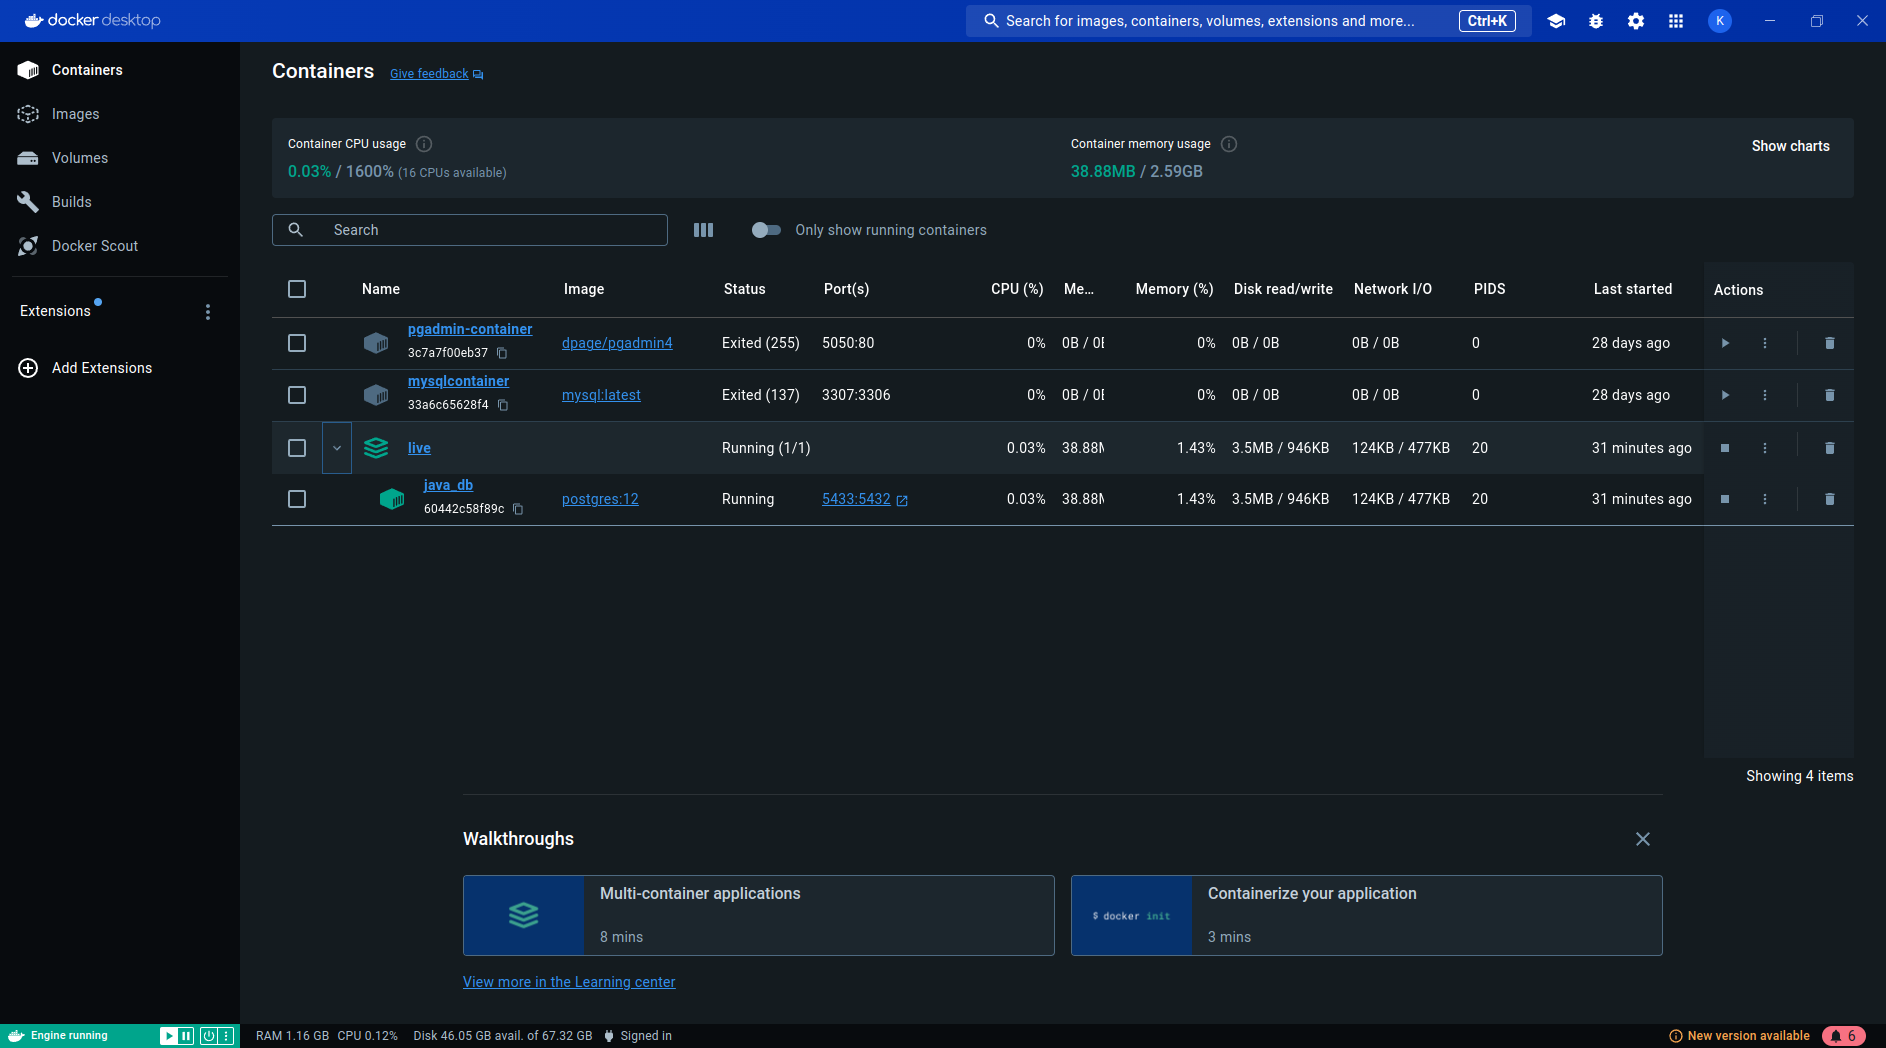 docker desktop
Search for images, containers, volumes, extensions and more...
Ctrl+K
K
Containers
Images
Volumes
Builds
Docker Scout
Extensions
Add Extensions
Containers
Give feedback
Container CPU usage
0.03% / 1600% (16 CPUs available)
Container memory usage
38.88MB / 2.59GB
Show charts
Search
Only show running containers
Name Image Status Port(s) CPU (%) Me... Memory (%) Disk read/write Network I/O PIDS Last started Actions
pgadmin-container
3c7a7f00eb37
dpage/pgadmin4 Exited (255) 5050:80 0% 0B / 0B 0% 0B / 0B 0B / 0B 0 28 days ago
mysqlcontainer
33a6c65628f4
mysql:latest Exited (137) 3307:3306 0% 0B / 0B 0% 0B / 0B 0B / 0B 0 28 days ago
live Running (1/1) 0.03% 38.88M 1.43% 3.5MB / 946KB 124KB / 477KB 20 31 minutes ago
java_db
60442c58f89c
postgres:12 Running 5433:5432 0.03% 38.88M 1.43% 3.5MB / 946KB 124KB / 477KB 20 31 minutes ago
Showing 4 items
Walkthroughs
Multi-container applications
8 mins
$ docker init
Containerize your application
3 mins
View more in the Learning center
Engine running
RAM 1.16 GB CPU 0.12% Disk 46.05 GB avail. of 67.32 GB Signed in
New version available
6